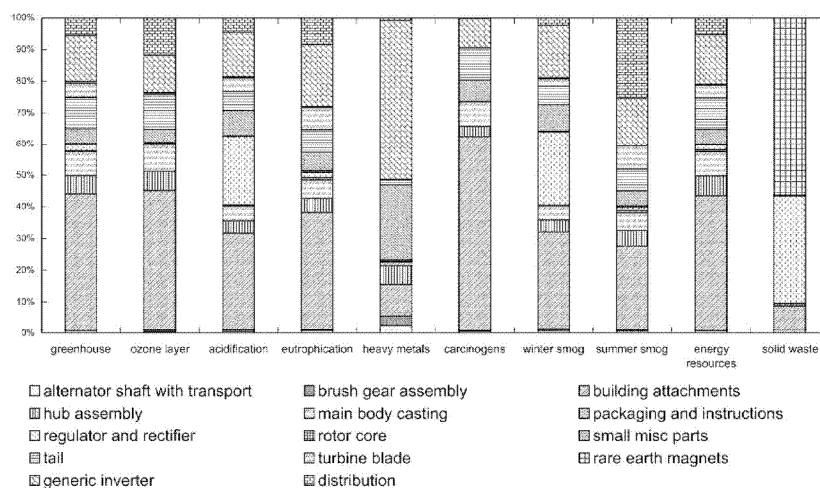 100%
90%
80%
70%
60%
50%
40%
30%
20%
10%
0%
greenhouse ozone layer acidification eutrophication heavy metals carcinogens winter smog summer smog energy resources solid waste
alternator shaft with transport brush gear assembly building attachments
hub assembly main body casting packaging and instructions
regulator and rectifier rotor core small misc parts
tail turbine blade rare earth magnets
generic inverter distribution